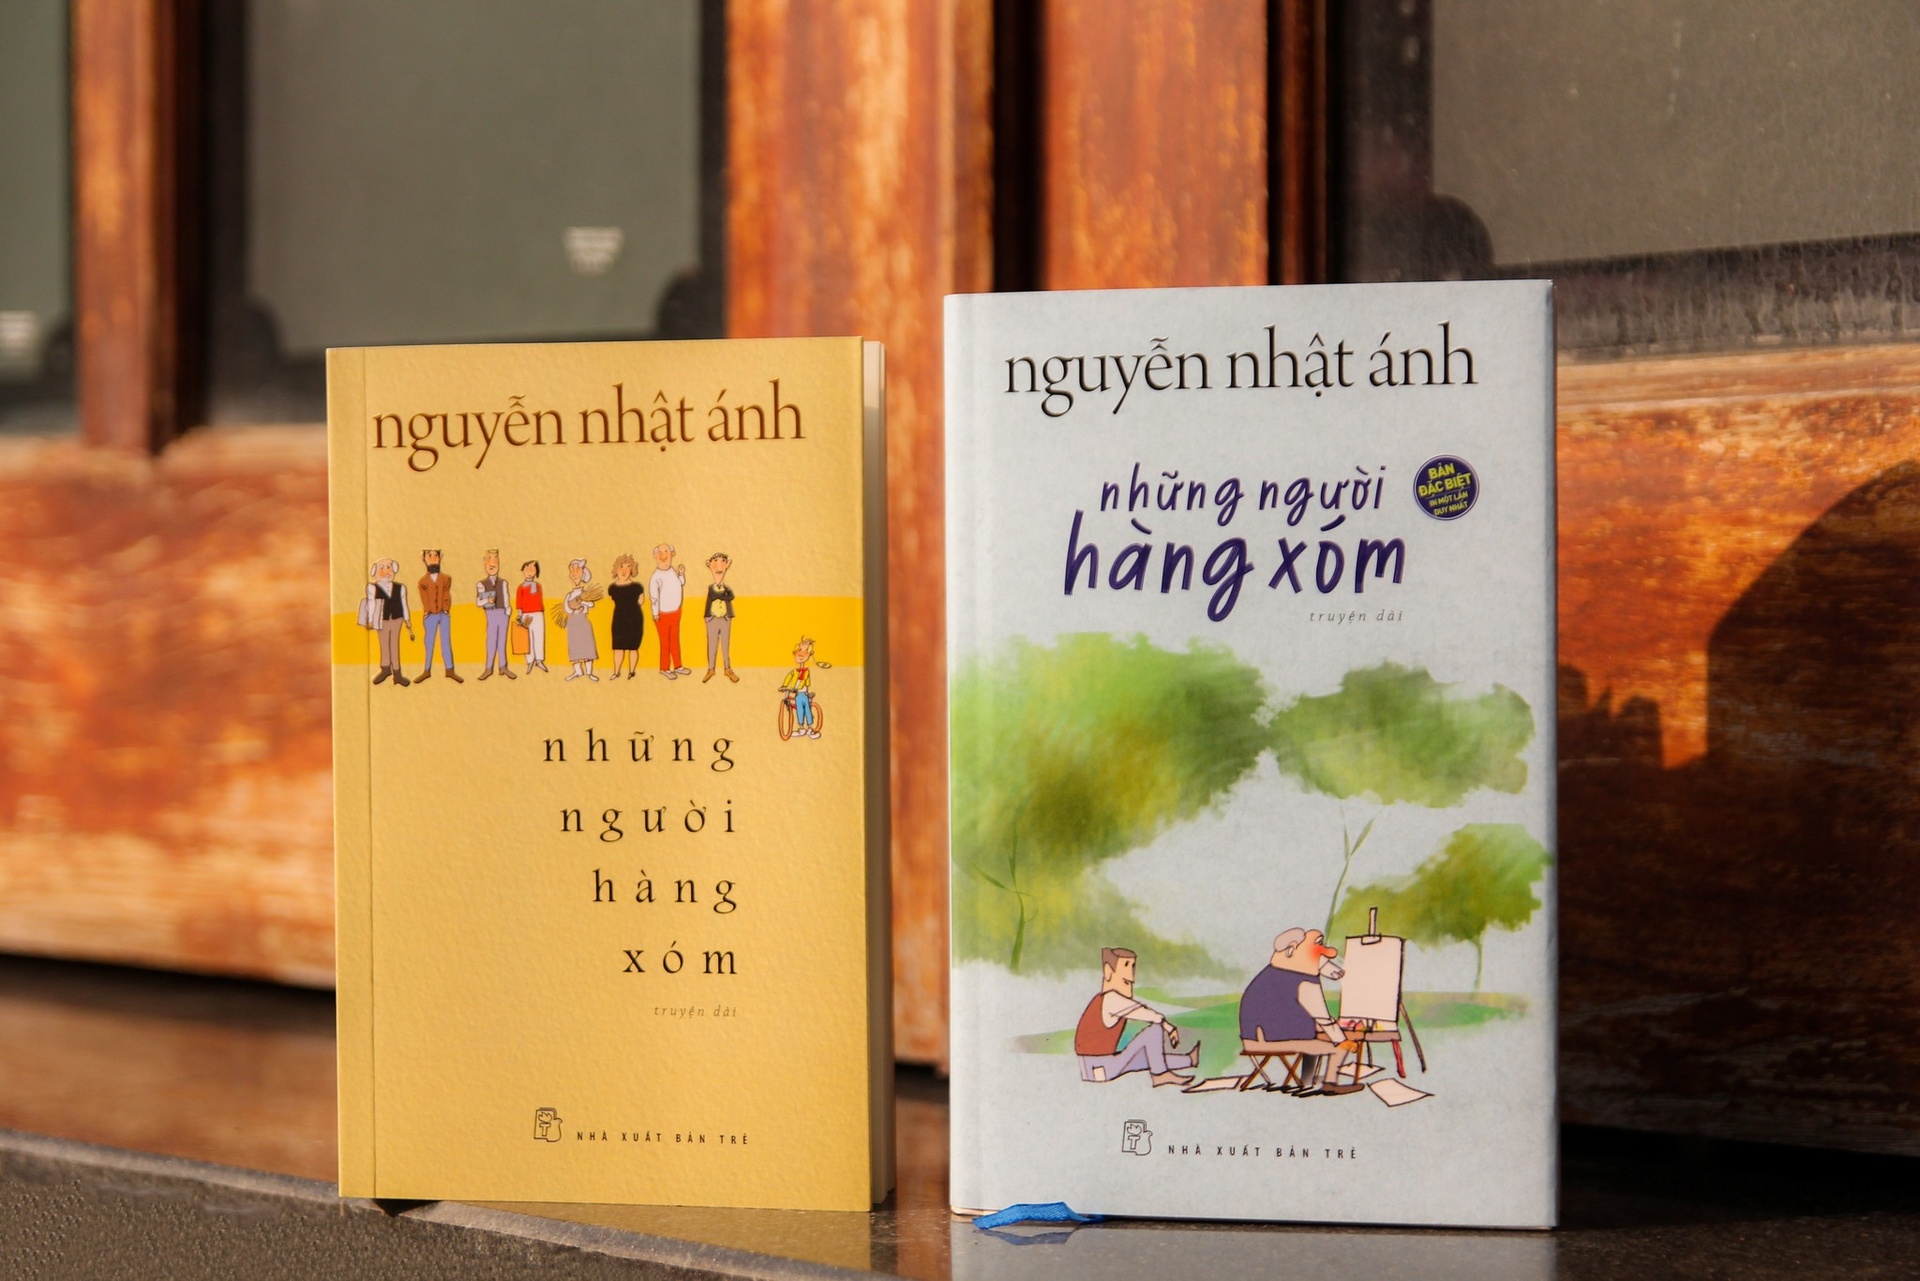 nguyễn nhật ánh
những
người
hàng
xóm
truyện dài
NHÀ XUẤT BẢN TRẺ
nguyễn nhật ánh
những người
hàng xóm
BẢN
ĐẶC BIỆT
IN MỘT LẦN
DUY NHẤT
truyện dài
NHÀ XUẤT BẢN TRẺ